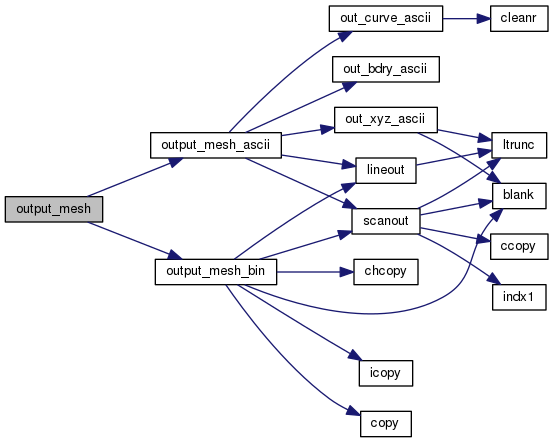 out_curve_ascii
cleanr
out_bdry_ascii
out_xyz_ascii
output_mesh_ascii
ltrunc
lineout
blank
output_mesh
scanout
ccopy
output_mesh_bin
chcopy
indx1
icopy
copy